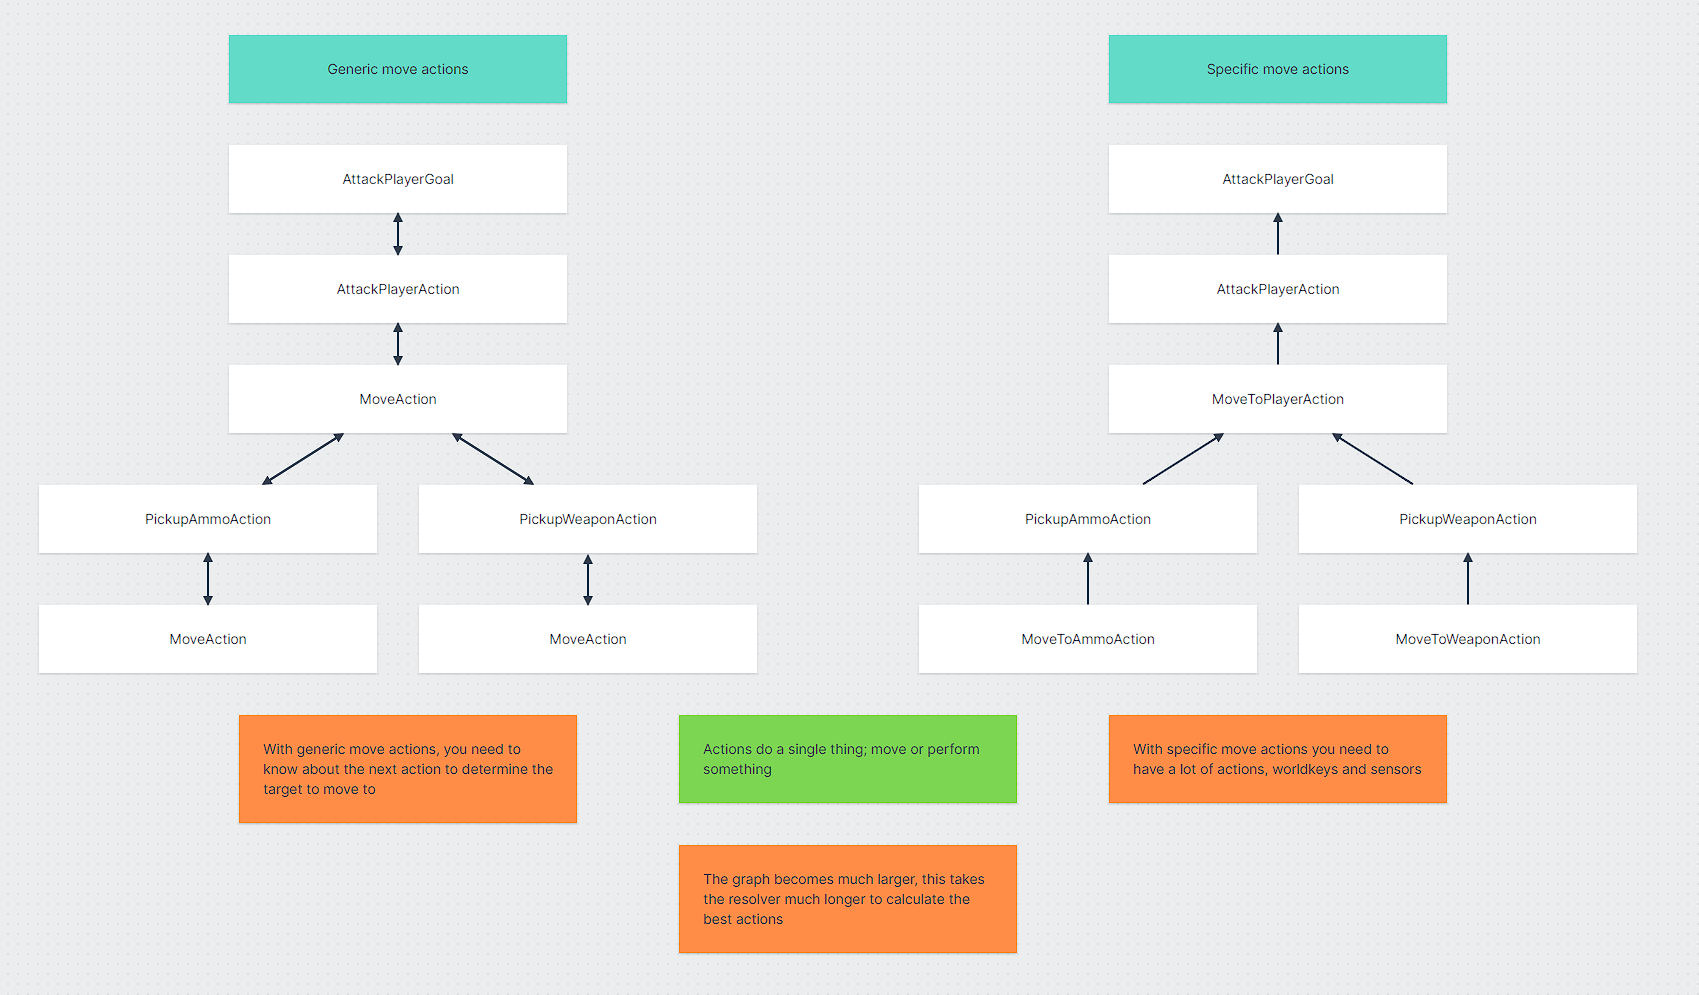 Generic move actions
AttackPlayerGoal
AttackPlayerAction
MoveAction
PickupAmmoAction
PickupWeaponAction
MoveAction
MoveAction
With generic move actions, you need to
know about the next action to determine the
target to move to
Specific move actions
AttackPlayerGoal
AttackPlayerAction
MoveToPlayerAction
PickupAmmoAction
PickupWeaponAction
MoveToAmmoAction
MoveToWeaponAction
With specific move actions you need to
have a lot of actions, worldkeys and sensors
Actions do a single thing; move or perform
something
The graph becomes much larger, this takes
the resolver much longer to calculate the
best actions